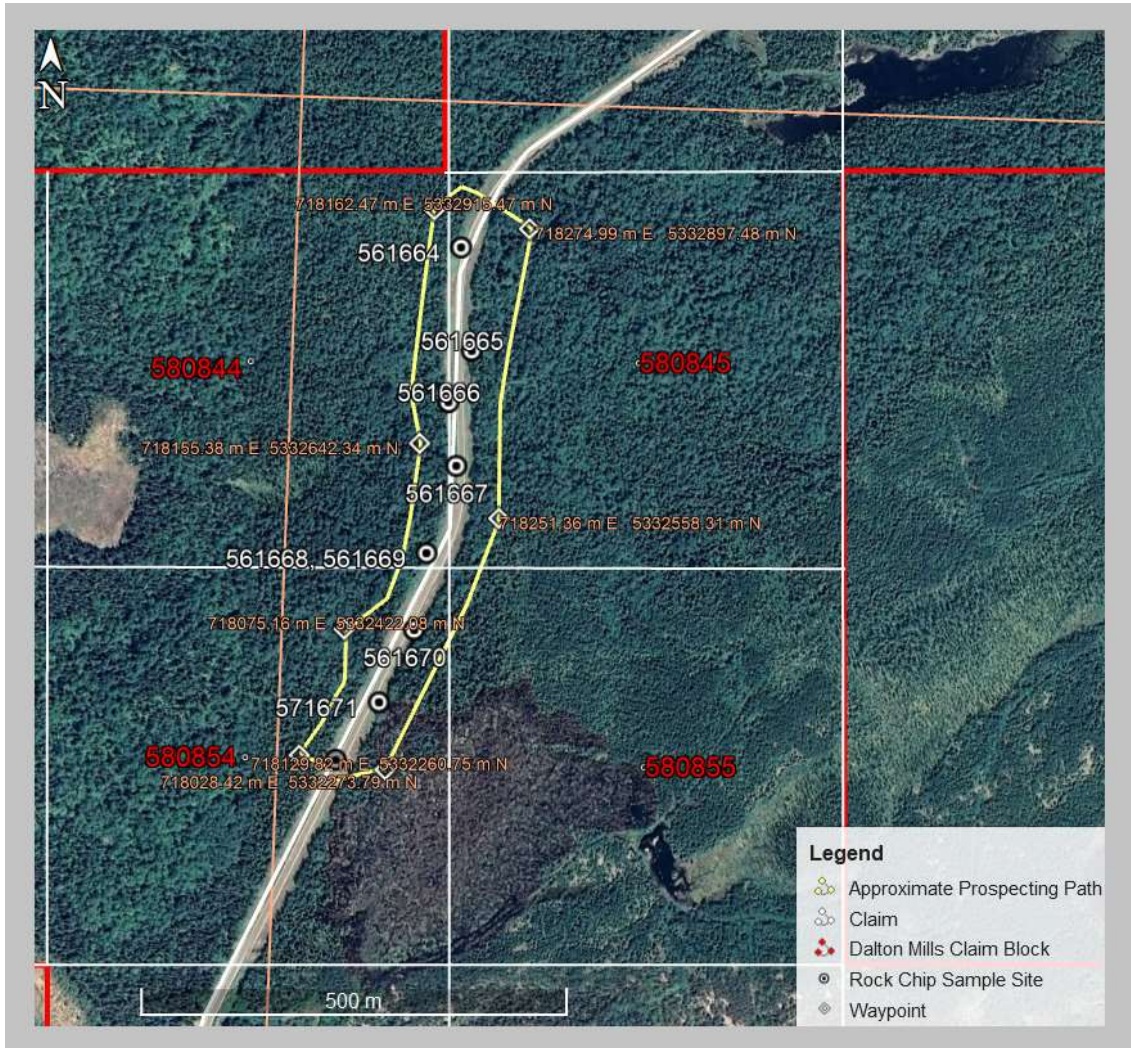 N
718162.47 m E 5332915.47 m N
718274.99 m E 5332897.48 m N
561664
561665
580844
580845
561666
718155.38 m E 5332642.34 m N
561667
718251.36 m E 5332558.31 m N
561668, 561669
718075.16 m E 5332422.08 m N
561670
571671
580854
718129.82 m E 5332260.75 m N
580855
718028.42 m E 5332273.79 m N
Legend
Approximate Prospecting Path
Claim
Dalton Mills Claim Block
Rock Chip Sample Site
Waypoint
500 m